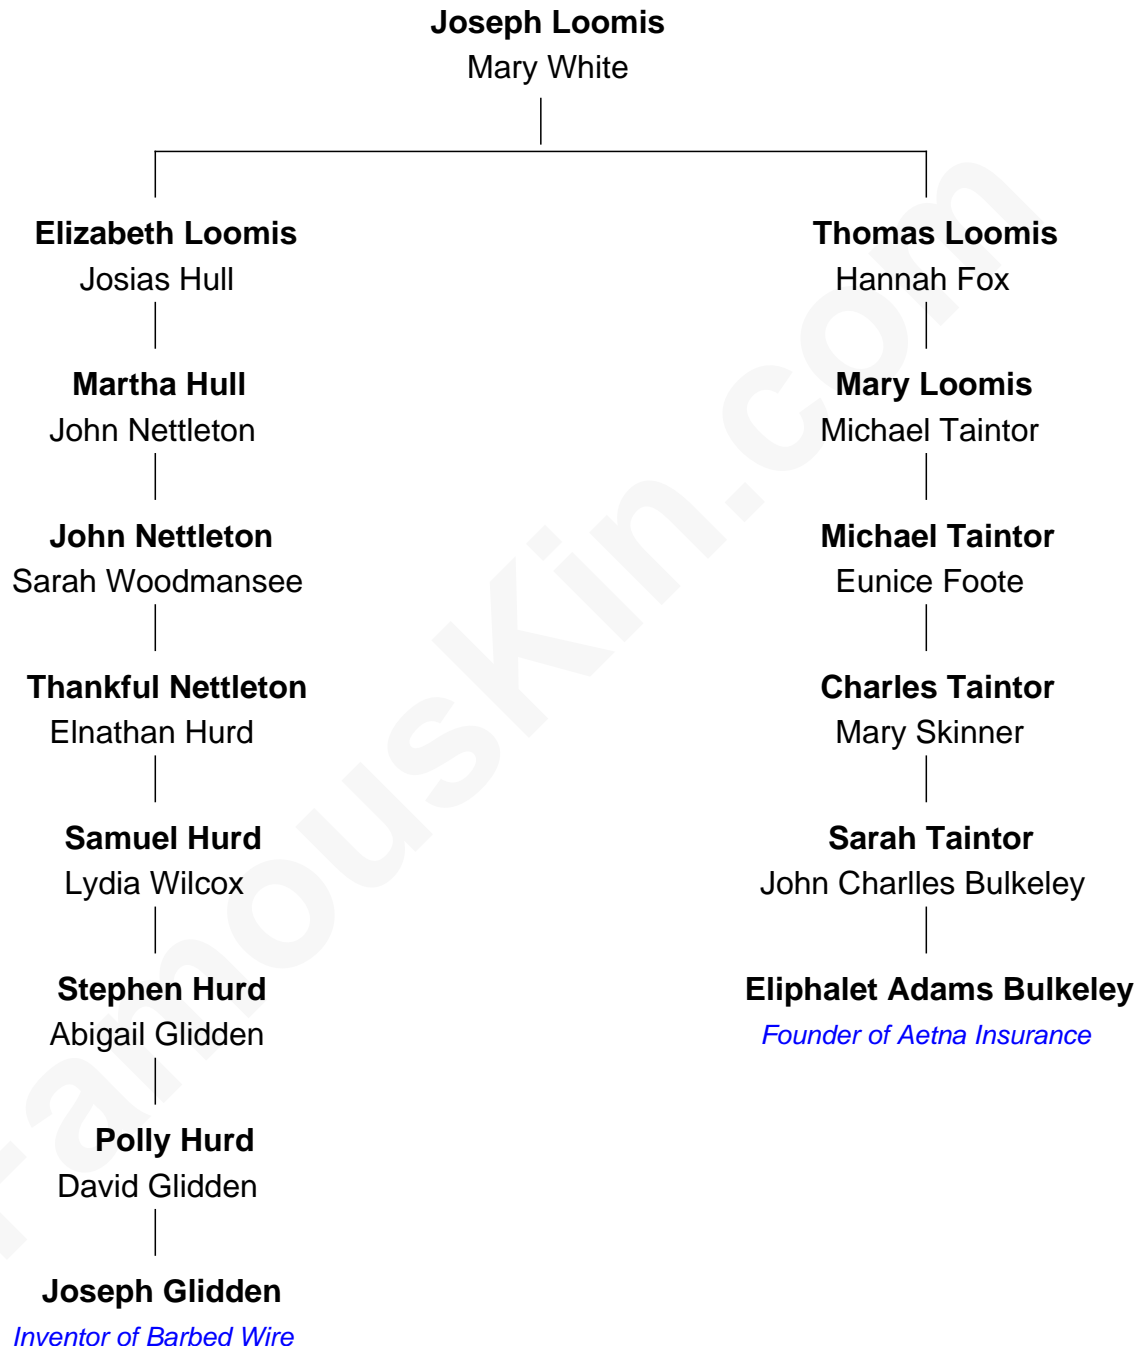 Joseph Loomis
Mary White
Elizabeth Loomis
Josias Hull
Martha Hull
John Nettleton
John Nettleton
Sarah Woodmansee
Thankful Nettleton
Elnathan Hurd
Samuel Hurd
Lydia Wilcox
Stephen Hurd
Abigail Glidden
Polly Hurd
David Glidden
Joseph Glidden
Inventor of Barbed Wire
Thomas Loomis
Hannah Fox
Mary Loomis
Michael Taintor
Michael Taintor
Eunice Foote
Charles Taintor
Mary Skinner
Sarah Taintor
John Charlles Bulkeley
Eliphalet Adams Bulkeley
Founder of Aetna Insurance
FamousKin.com